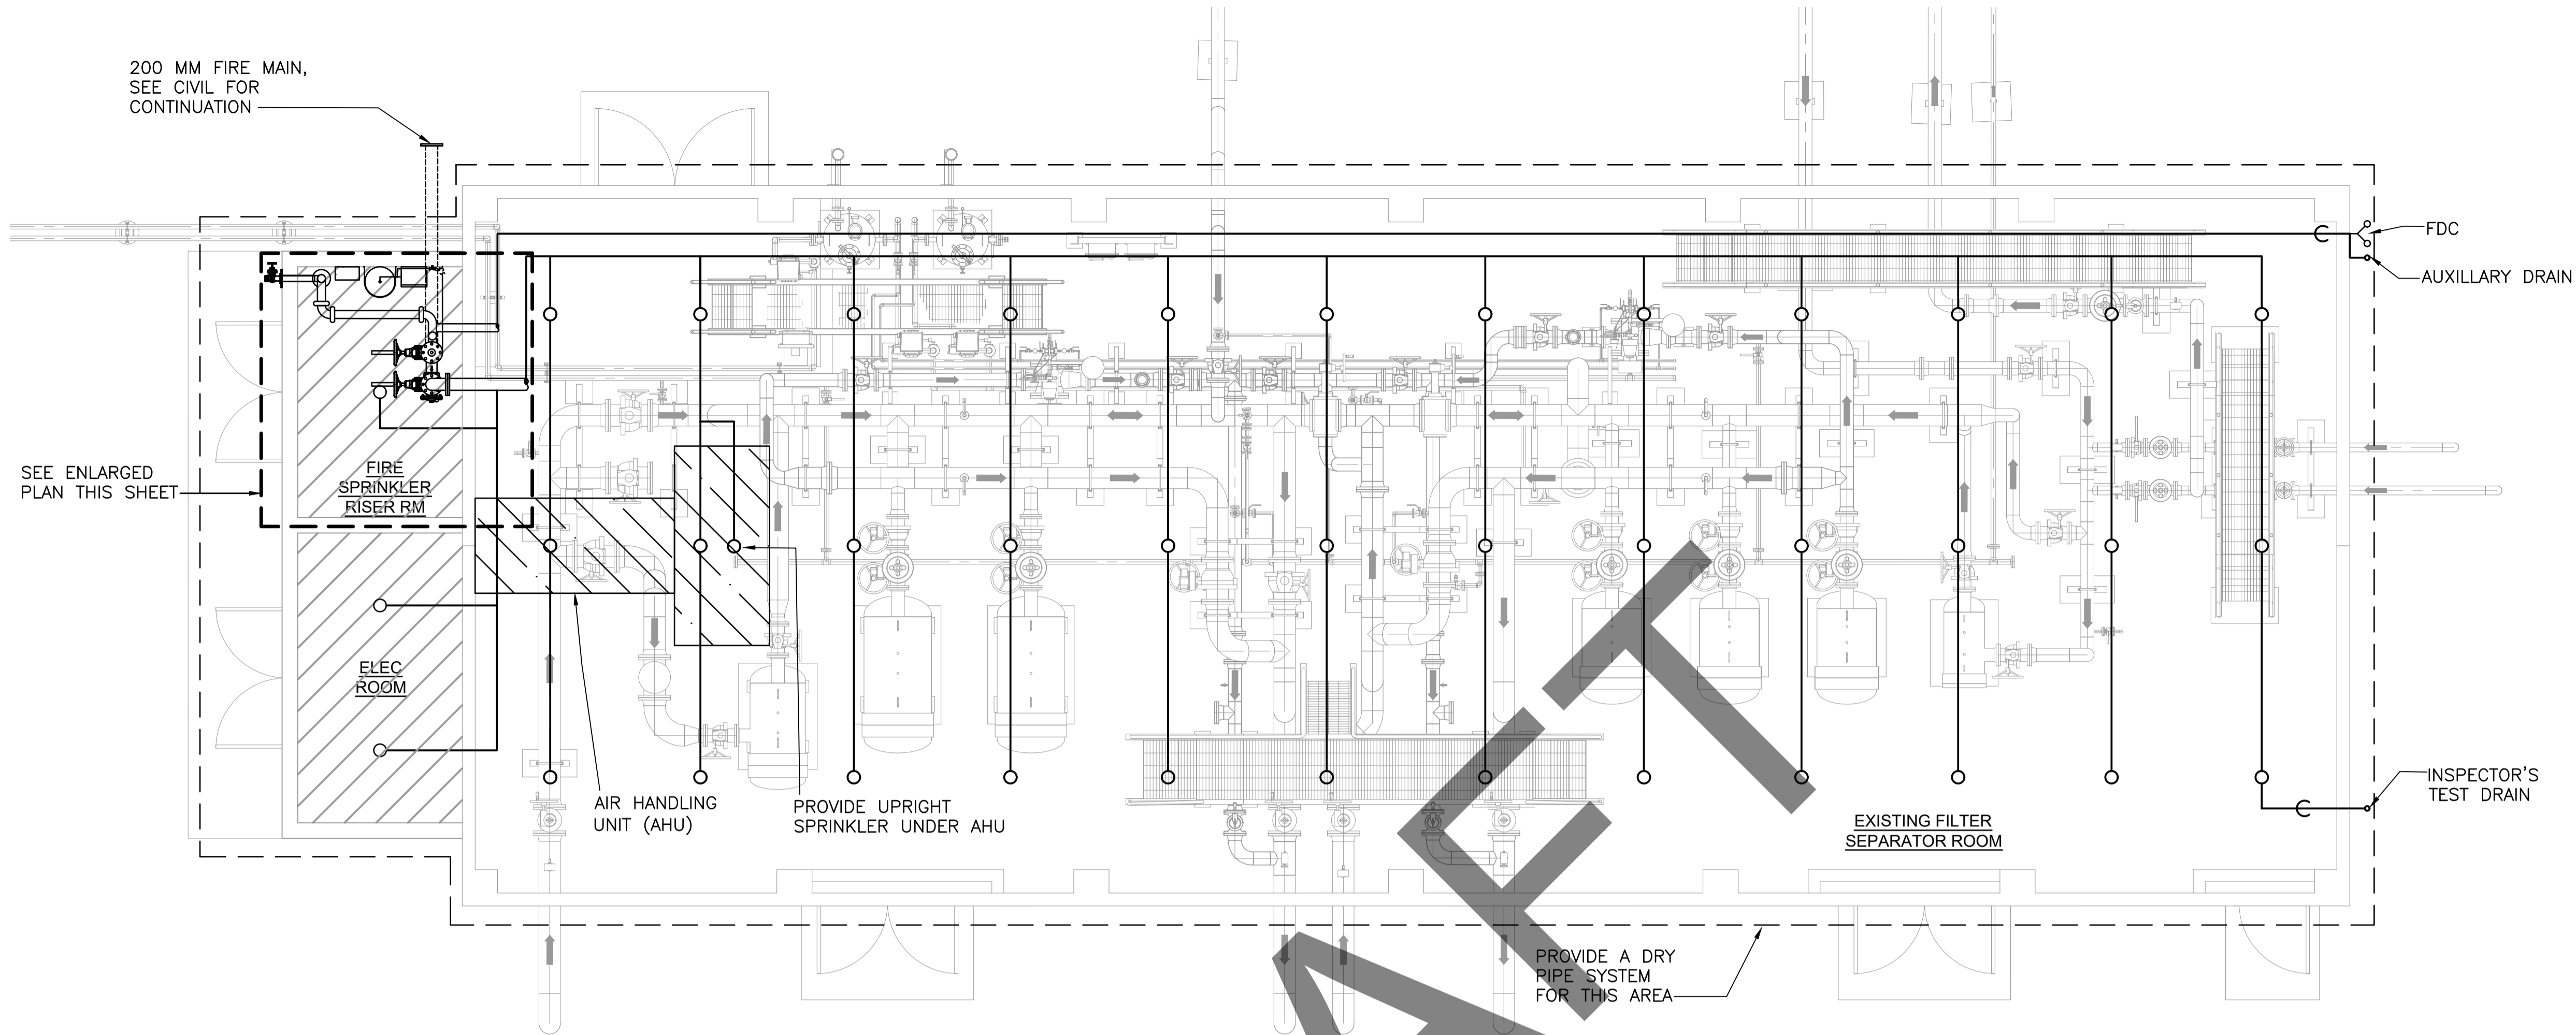 200 MM FIRE MAIN,
SEE CIVIL FOR
CONTINUATION
FDC
AUXILLARY DRAIN
SEE ENLARGED
PLAN THIS SHEET
FIRE
SPRINKLER
RISER RM
ELEC
ROOM
AIR HANDLING
UNIT (AHU)
PROVIDE UPRIGHT
SPRINKLER UNDER AHU
EXISTING FILTER
SEPARATOR ROOM
INSPECTOR'S
TEST DRAIN
PROVIDE A DRY
PIPE SYSTEM
FOR THIS AREA
AFT